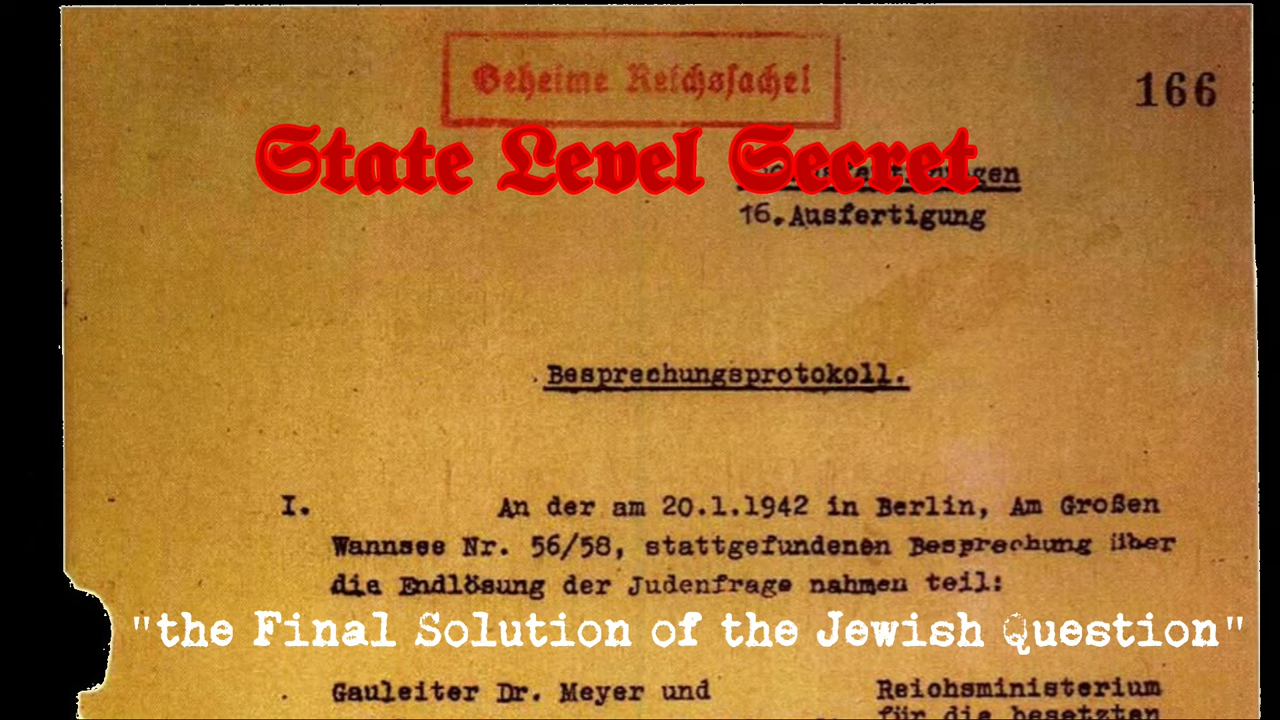 Geheime Reichssache!
166
State Level Secret
16. Ausfertigung
Besprechungsprotokoll.
I. An der am 20.1.1942 in Berlin, Am Großen
Wannsee Nr. 56/58, stattgefundenen Besprechung über
die Endlösung der Judenfrage nahmen teil:
"the Final Solution of the Jewish Question"
Gauleiter Dr. Meyer und Reichsministerium
für die besetzten